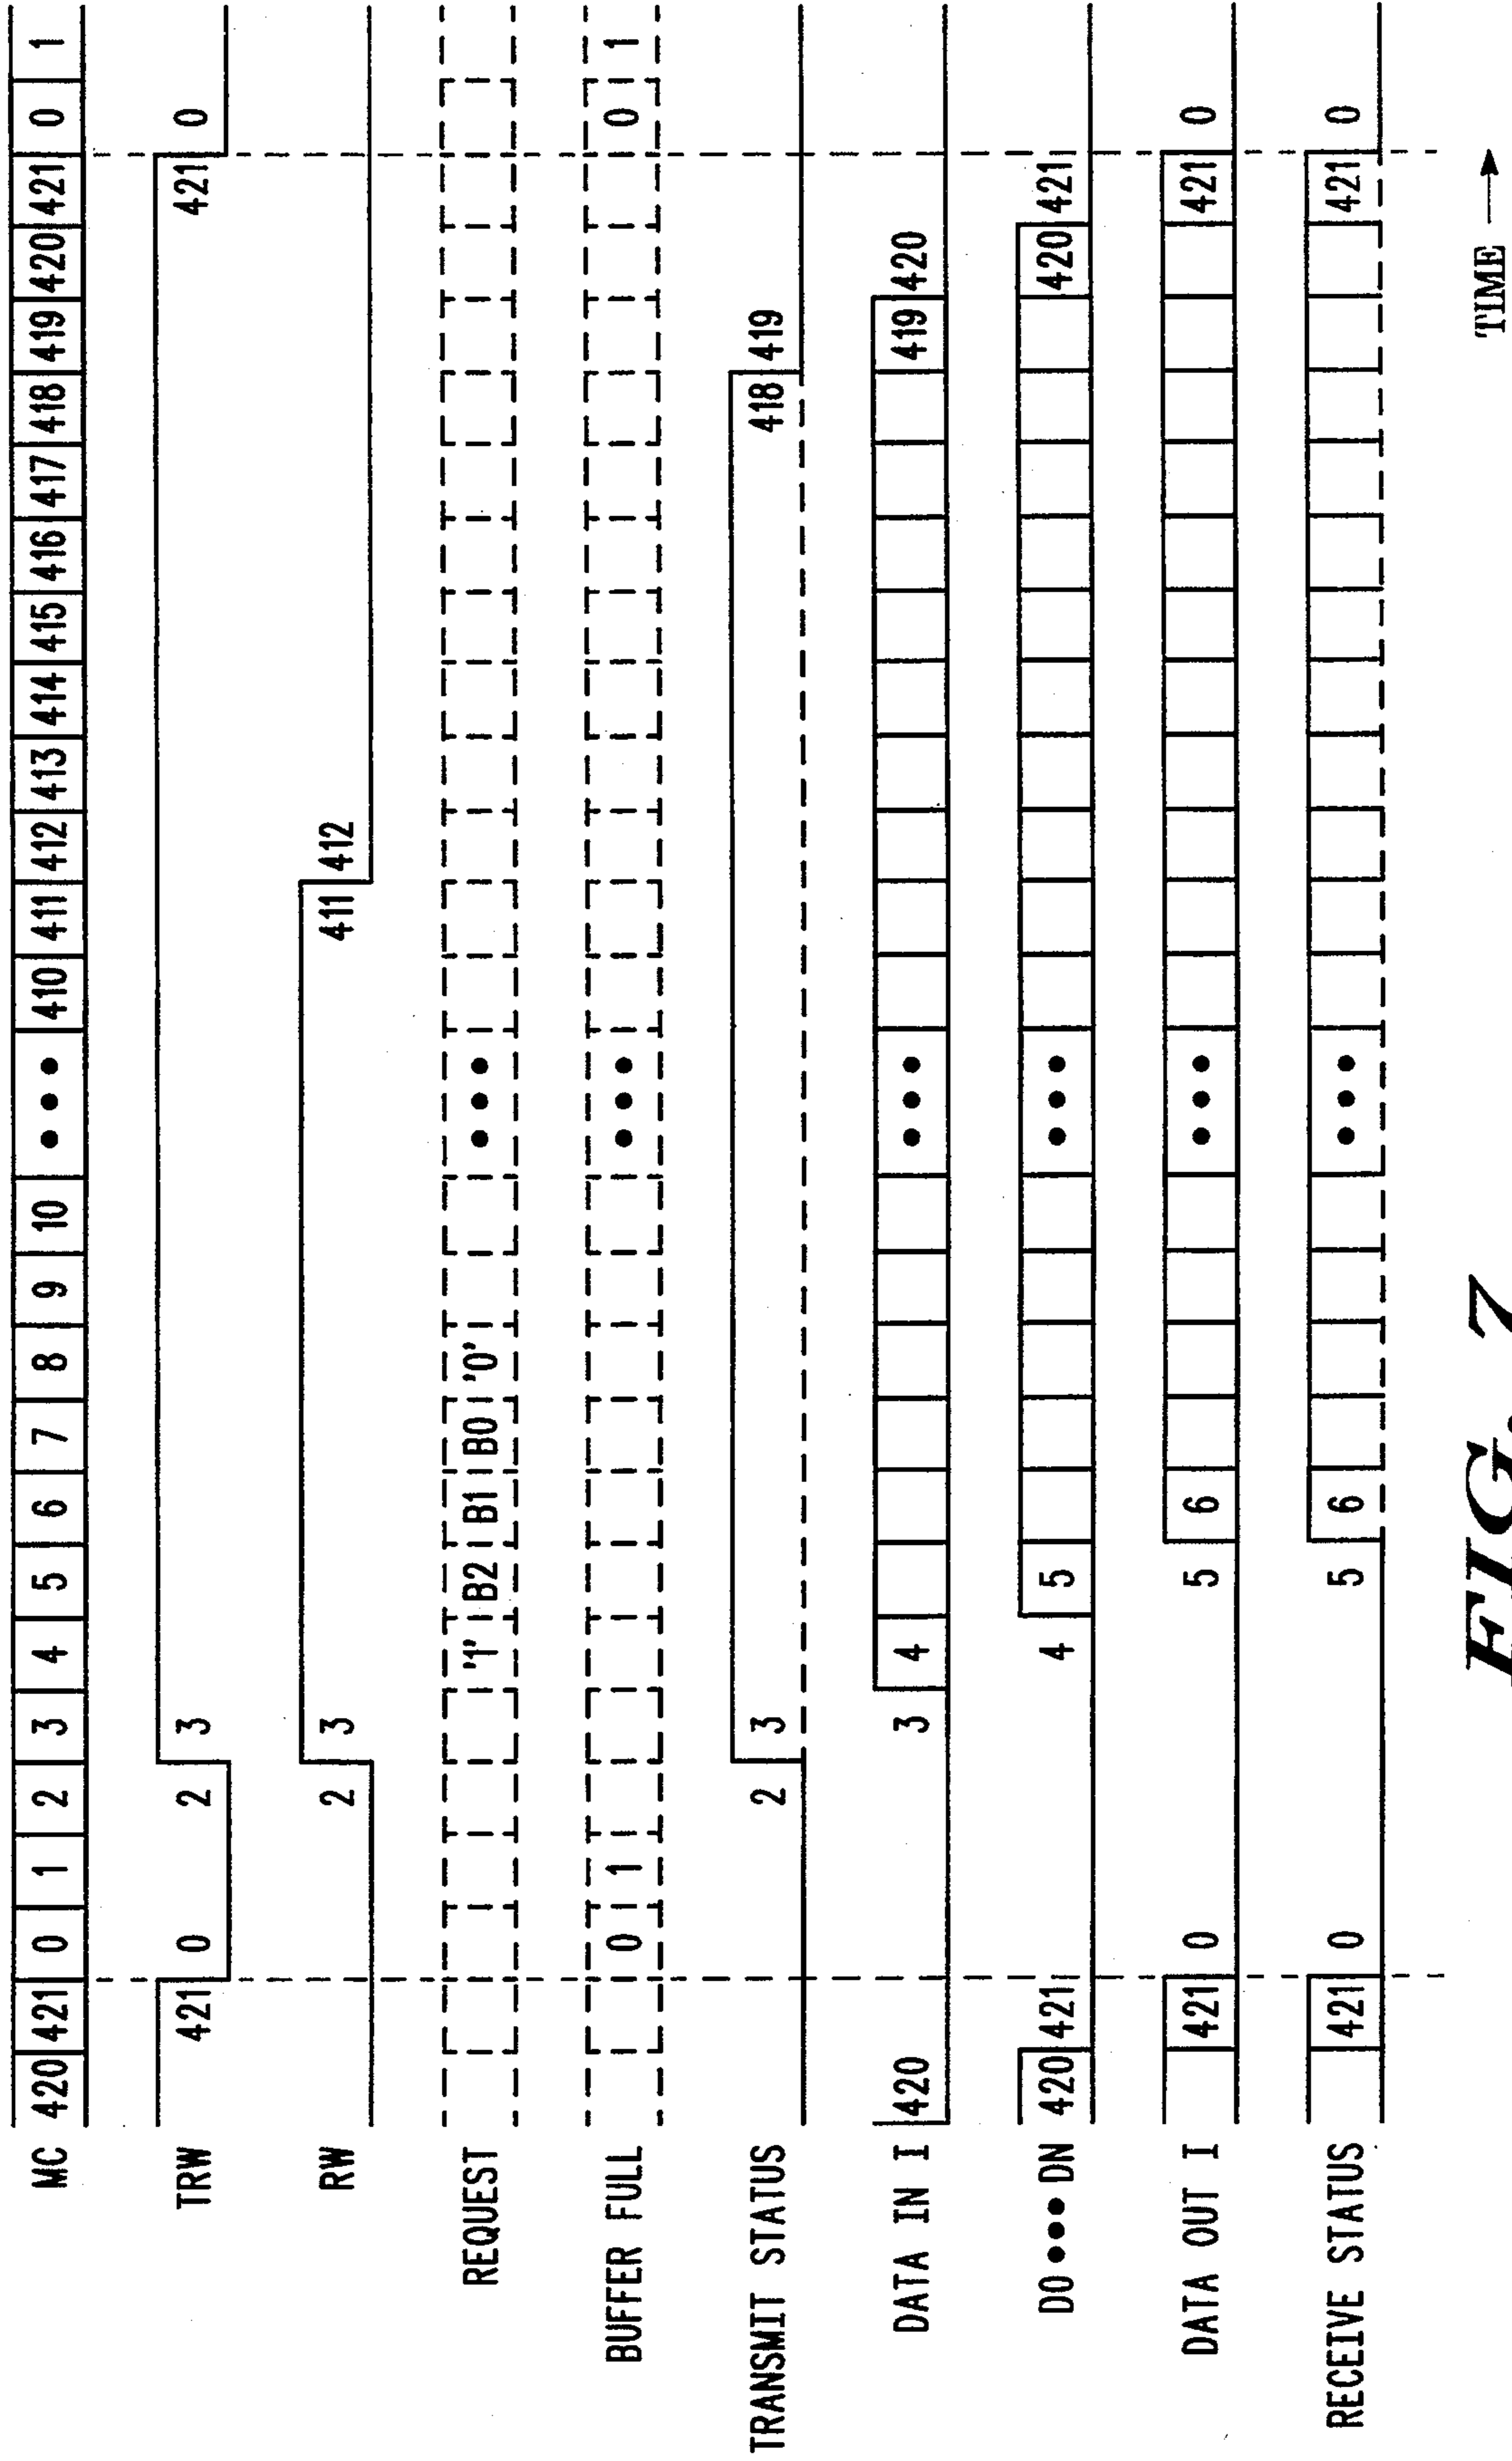 MC 420 421 0 1 2 3 4 5 6 7 8 9 10 ••• 410 411 412 413 414 415 416 417 418 419 420 421 0 1
TRW 421 0 2 3 421 0
RW 2 3 411 412
REQUEST '1' B2 B1 B0 '0' •••
BUFFER FULL 0 1 ••• 0 1
TRANSMIT STATUS 2 3 418 419
DATA IN I 420 3 4 ••• 419 420
D0 ••• DN 420 421 4 5 ••• 420 421
DATA OUT I 421 0 5 6 ••• 421 0
RECEIVE STATUS 421 0 5 6 ••• 421 0
TIME →
FIG. 7